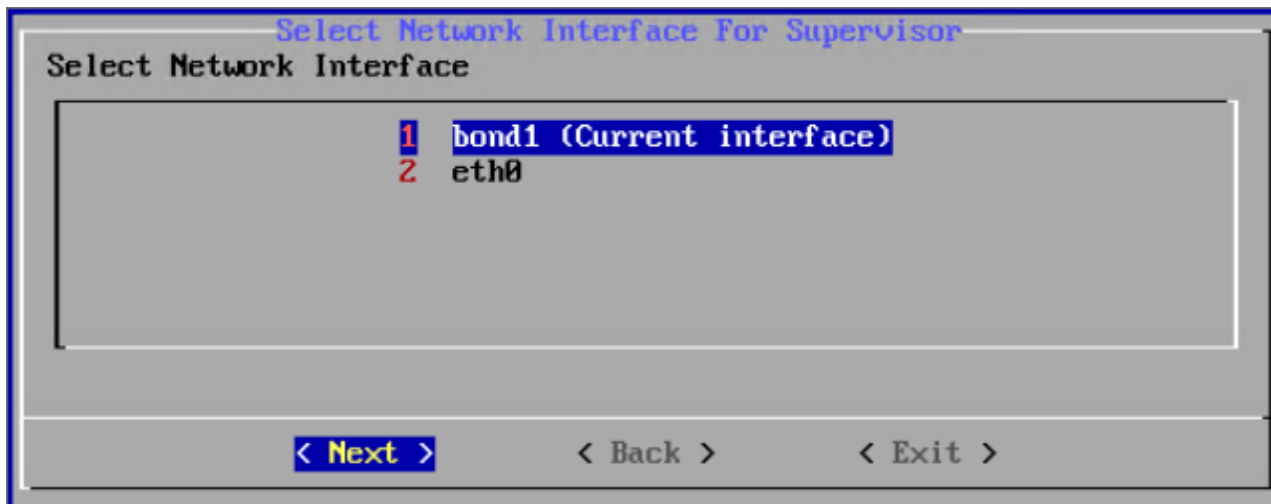 Select Network Interface For Supervisor
Select Network Interface
1 bond1 (Current interface)
2 eth0
< Next > < Back > < Exit >